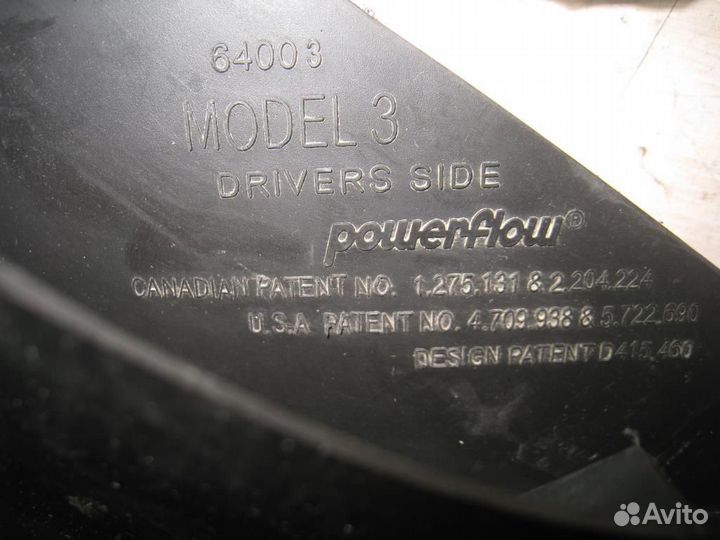 64003
MODEL 3
DRIVERS SIDE
powerflow®
CANADIAN PATENT NO. 1.275.131 & 2.204.224
U.S.A PATENT NO. 4.709.938 & 5.722.690
DESIGN PATENT D415.460
Avito